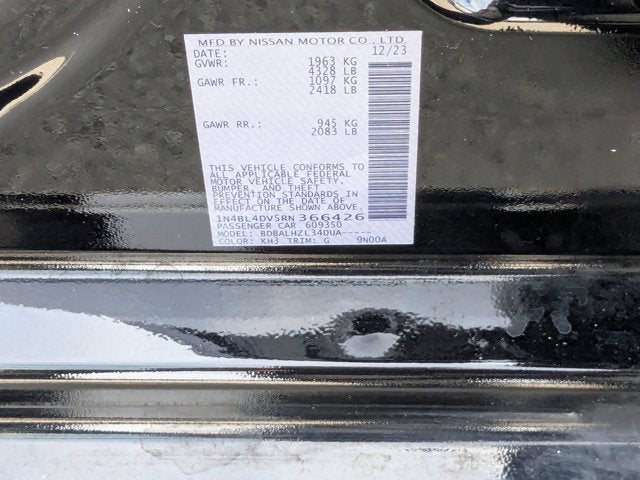 MFD BY NISSAN MOTOR CO., LTD.
DATE: 12/23
GVWR: 1963 KG
4328 LB
GAWR FR.: 1097 KG
2418 LB
GAWR RR.: 945 KG
2083 LB
THIS VEHICLE CONFORMS TO
ALL APPLICABLE FEDERAL
MOTOR VEHICLE SAFETY,
BUMPER, AND THEFT
PREVENTION STANDARDS IN
EFFECT ON THE DATE OF
MANUFACTURE SHOWN ABOVE.
1N4BL4DV5RN366426
PASSENGER CAR 609350
MODEL: BDBALHZL34DUA-----
COLOR: KH3 TRIM: G 9N00A